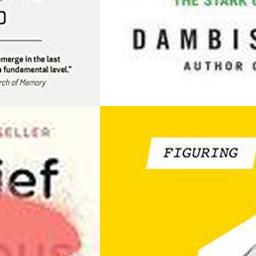 emerge in the last
fundamental level."
rch of Memory
THE STARK
DAMBIS
AUTHOR
SELLER
ief
FIGURING